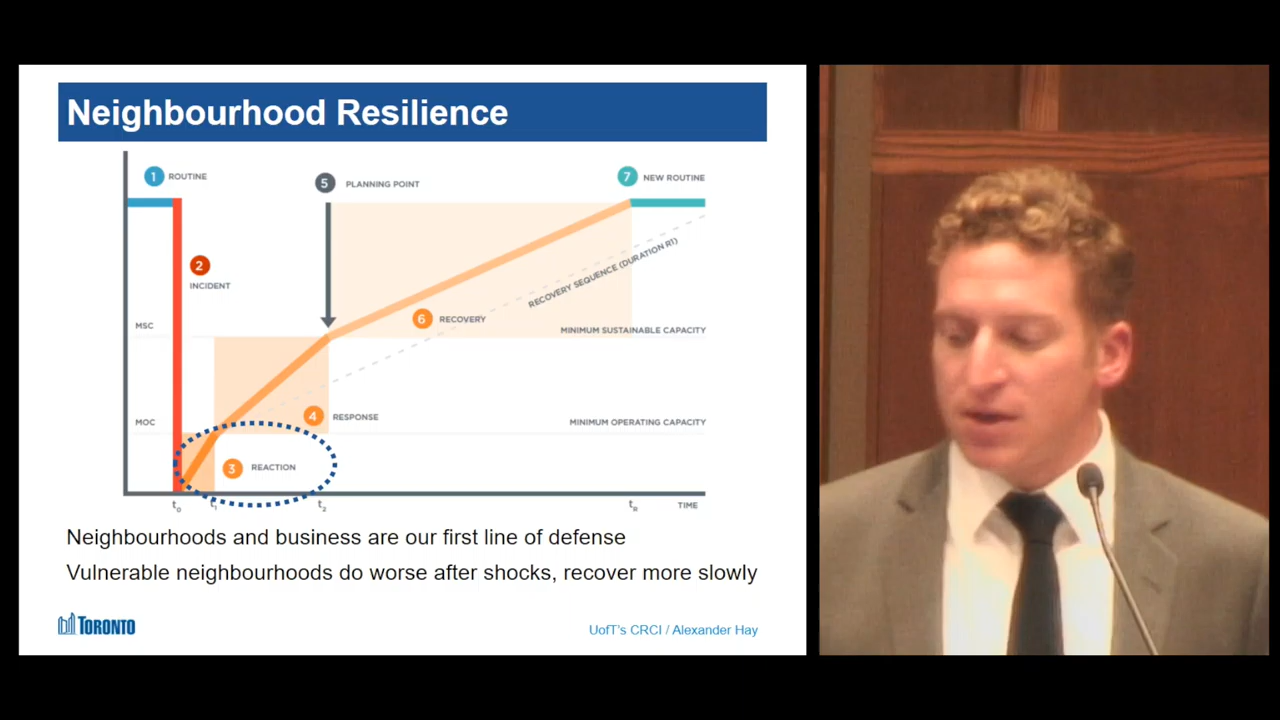 Neighbourhood Resilience
1 ROUTINE
5 PLANNING POINT
7 NEW ROUTINE
2
INCIDENT
RECOVERY SEQUENCE (DURATION R1)
6 RECOVERY
MSC
MINIMUM SUSTAINABLE CAPACITY
4 RESPONSE
MOC
MINIMUM OPERATING CAPACITY
3 REACTION
t0 t1 t2 tR TIME
Neighbourhoods and business are our first line of defense
Vulnerable neighbourhoods do worse after shocks, recover more slowly
TORONTO
UofT's CRCI / Alexander Hay